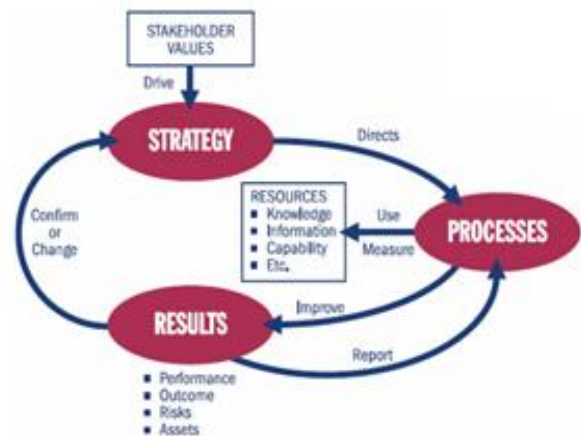 STAKEHOLDER
VALUES
Drive
STRATEGY
Directs
RESOURCES
▪ Knowledge
▪ Information
▪ Capability
▪ Etc.
Use
Measure
PROCESSES
Confirm
or
Change
Improve
RESULTS
Report
▪ Performance
▪ Outcome
▪ Risks
▪ Assets